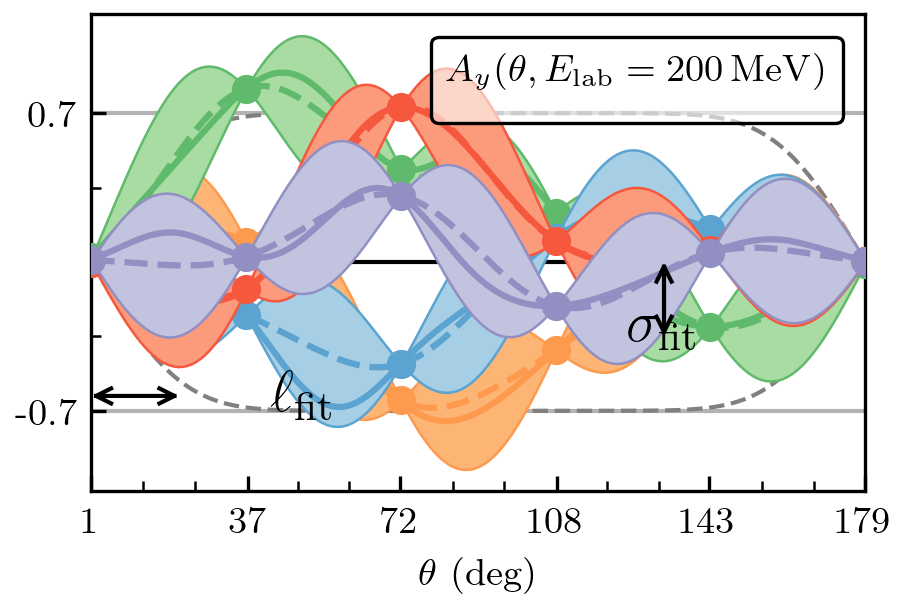 A_y(θ, E_lab = 200 MeV)
0.7
σ_fit
ℓ_fit
-0.7
1 37 72 108 143 179
θ (deg)